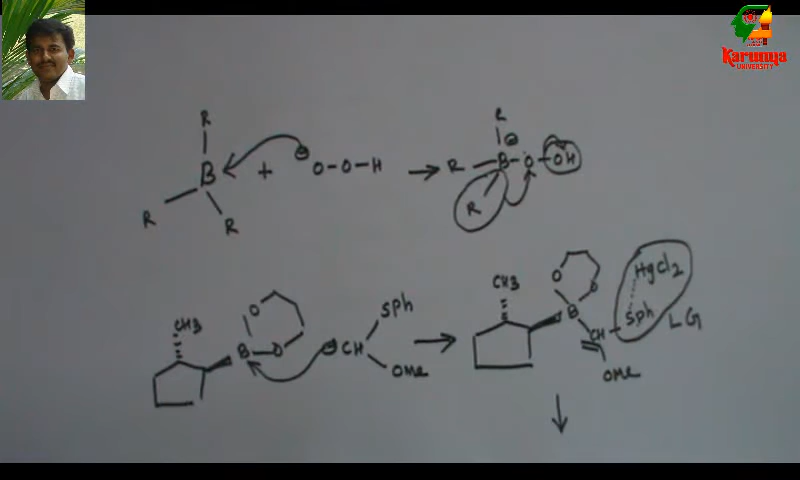 Karunya
UNIVERSITY
R
B
R
R
+
⊖
O-O-H
→
R
⊖
R-B-O-OH
R
CH3
B
O
O
⊖CH
SPh
OMe
→
CH3
O
O
B
CH
SPh
HgCl2
LG
OMe
↓